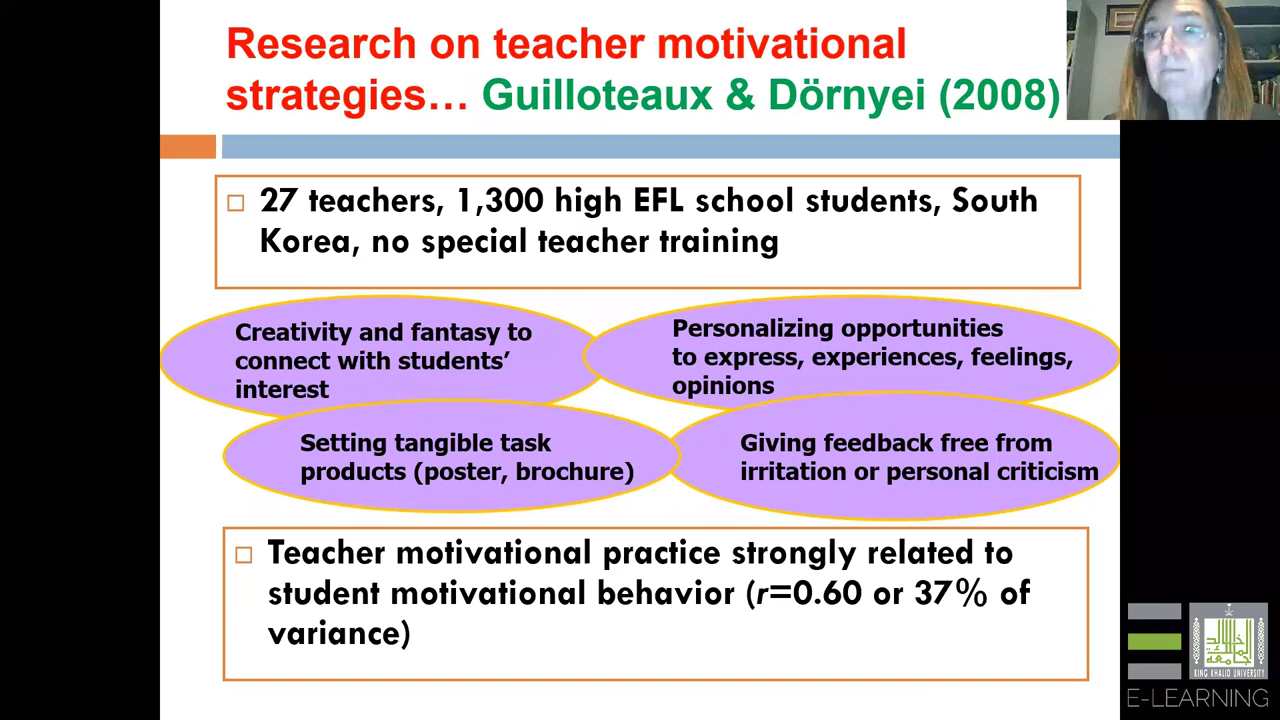 Research on teacher motivational
strategies… Guilloteaux & Dörnyei (2008)
27 teachers, 1,300 high EFL school students, South
Korea, no special teacher training
Creativity and fantasy to
connect with students’
interest
Personalizing opportunities
to express, experiences, feelings,
opinions
Setting tangible task
products (poster, brochure)
Giving feedback free from
irritation or personal criticism
Teacher motivational practice strongly related to
student motivational behavior (r=0.60 or 37% of
variance)
جامعة الملك خالد
KING KHALID UNIVERSITY
E-LEARNING